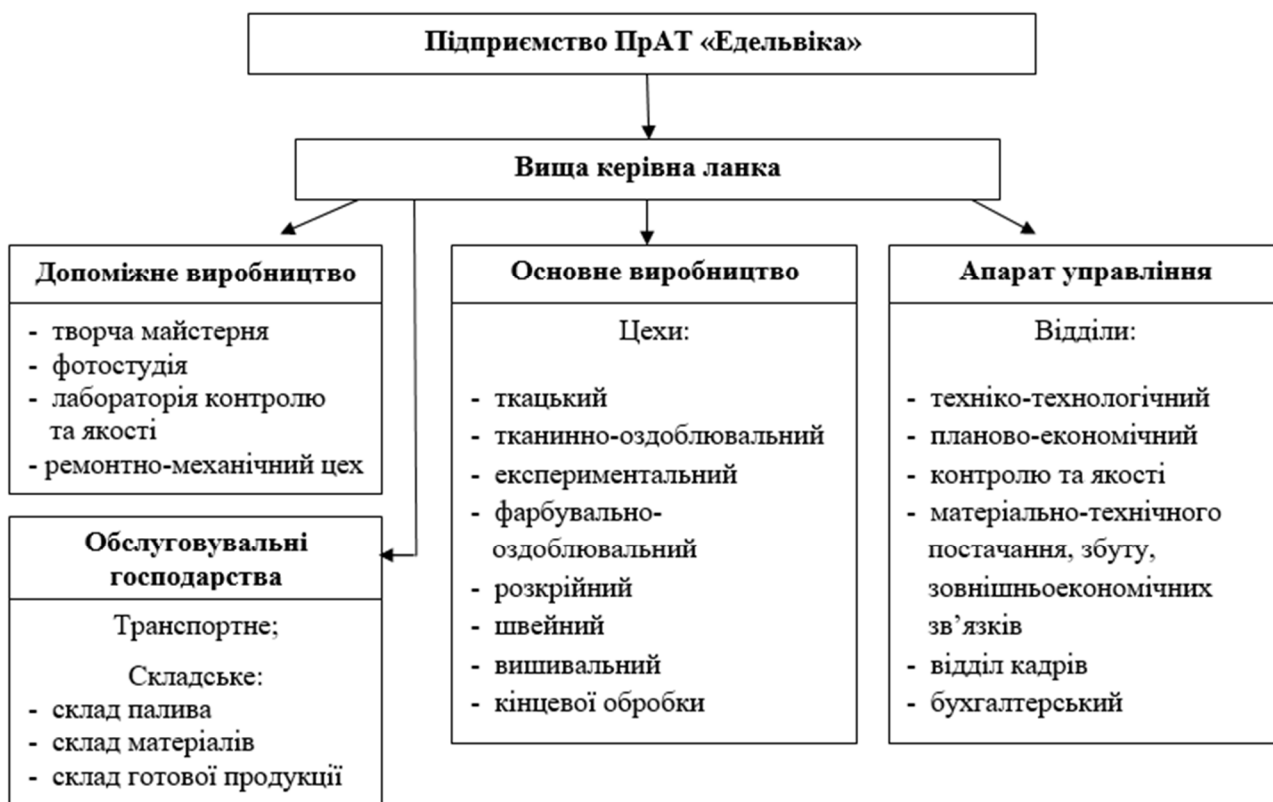 Підприємство ПрАТ «Едельвіка»
Вища керівна ланка
Допоміжне виробництво
- творча майстерня
- фотостудія
- лабораторія контролю
та якості
- ремонтно-механічний цех
Обслуговувальні
господарства
Транспортне;
Складське:
- склад палива
- склад матеріалів
- склад готової продукції
Основне виробництво
Цехи:
- ткацький
- тканинно-оздоблювальний
- експериментальний
- фарбувально-
оздоблювальний
- розкрійний
- швейний
- вишивальний
- кінцевої обробки
Апарат управління
Відділи:
- техніко-технологічний
- планово-економічний
- контролю та якості
- матеріально-технічного
постачання, збуту,
зовнішньоекономічних
зв’язків
- відділ кадрів
- бухгалтерський